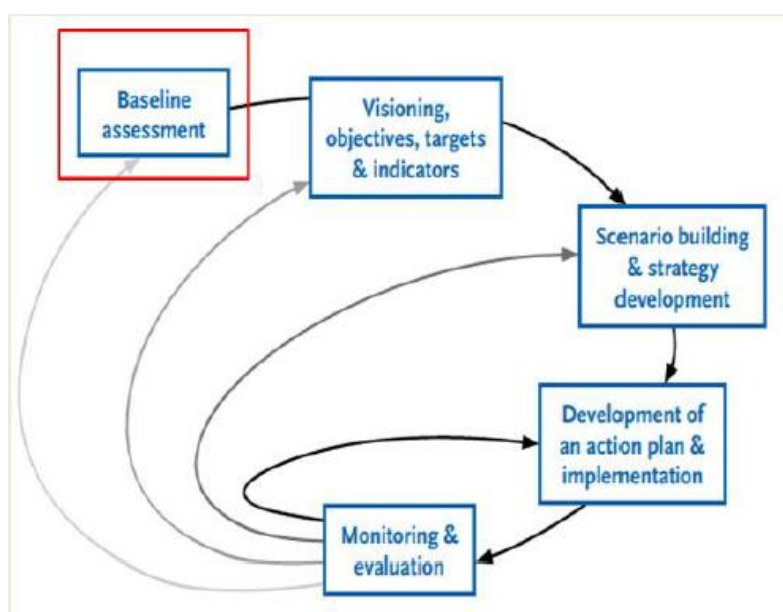 Baseline
assessment
Visioning,
objectives, targets
& indicators
Scenario building
& strategy
development
Development of
an action plan &
implementation
Monitoring &
evaluation